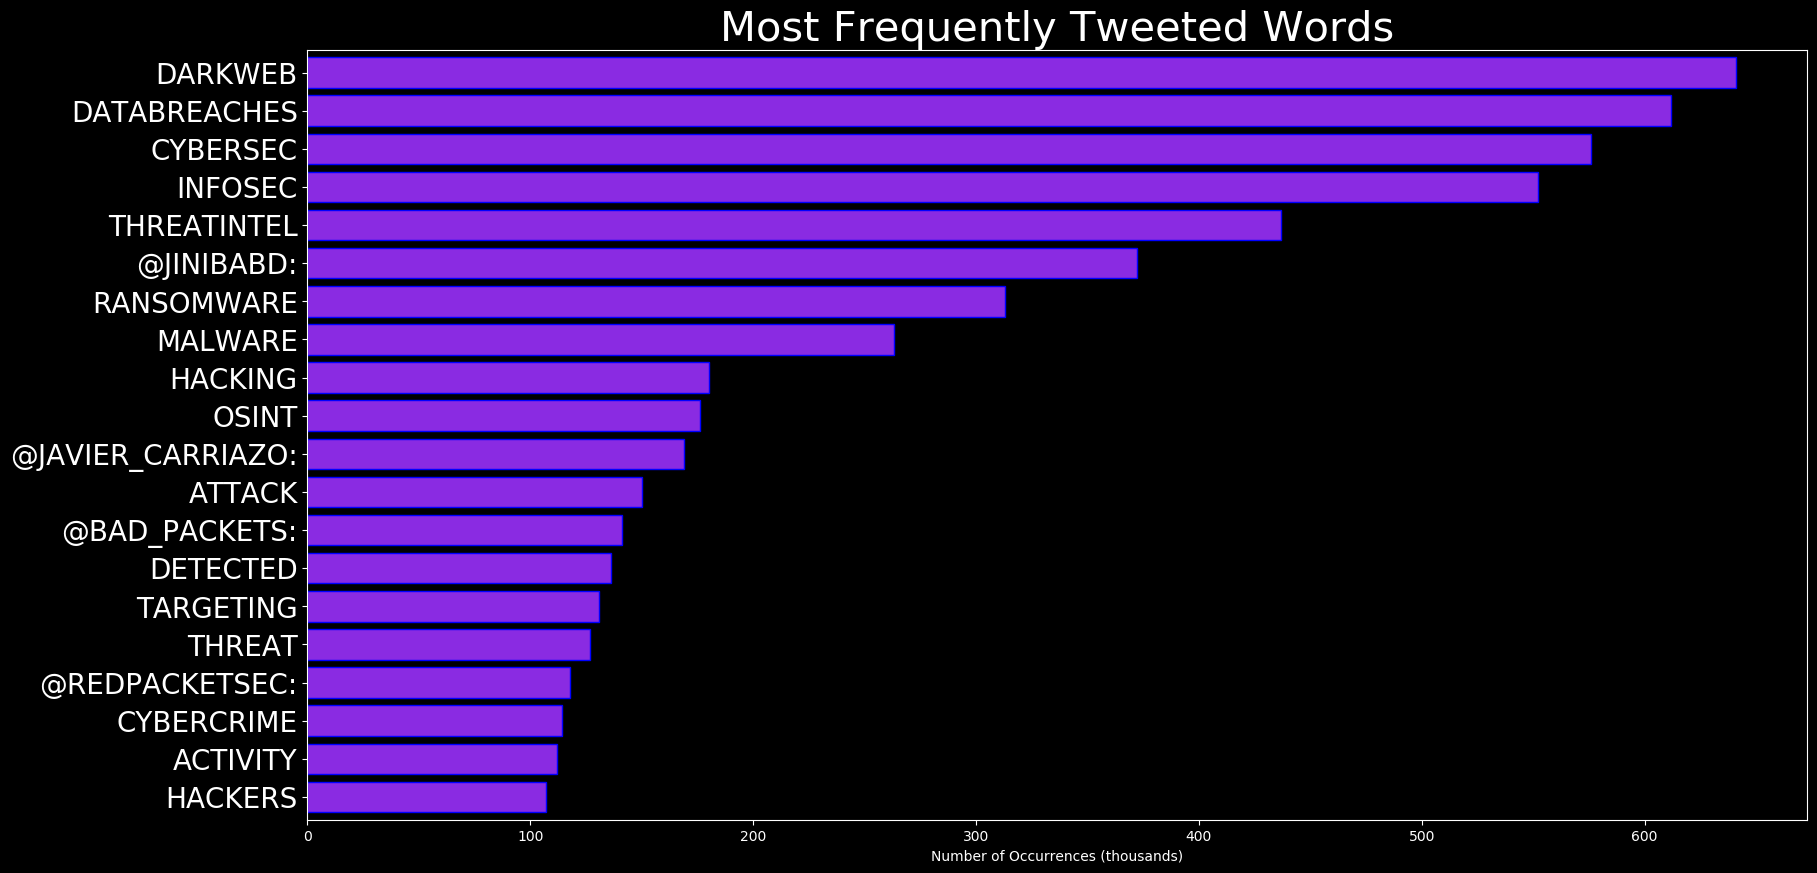 Most Frequently Tweeted Words
DARKWEB
DATABREACHES
CYBERSEC
INFOSEC
THREATINTEL
@JINIBABD:
RANSOMWARE
MALWARE
HACKING
OSINT
@JAVIER_CARRIAZO:
ATTACK
@BAD_PACKETS:
DETECTED
TARGETING
THREAT
@REDPACKETSEC:
CYBERCRIME
ACTIVITY
HACKERS
0 100 200 300 400 500 600
Number of Occurrences (thousands)